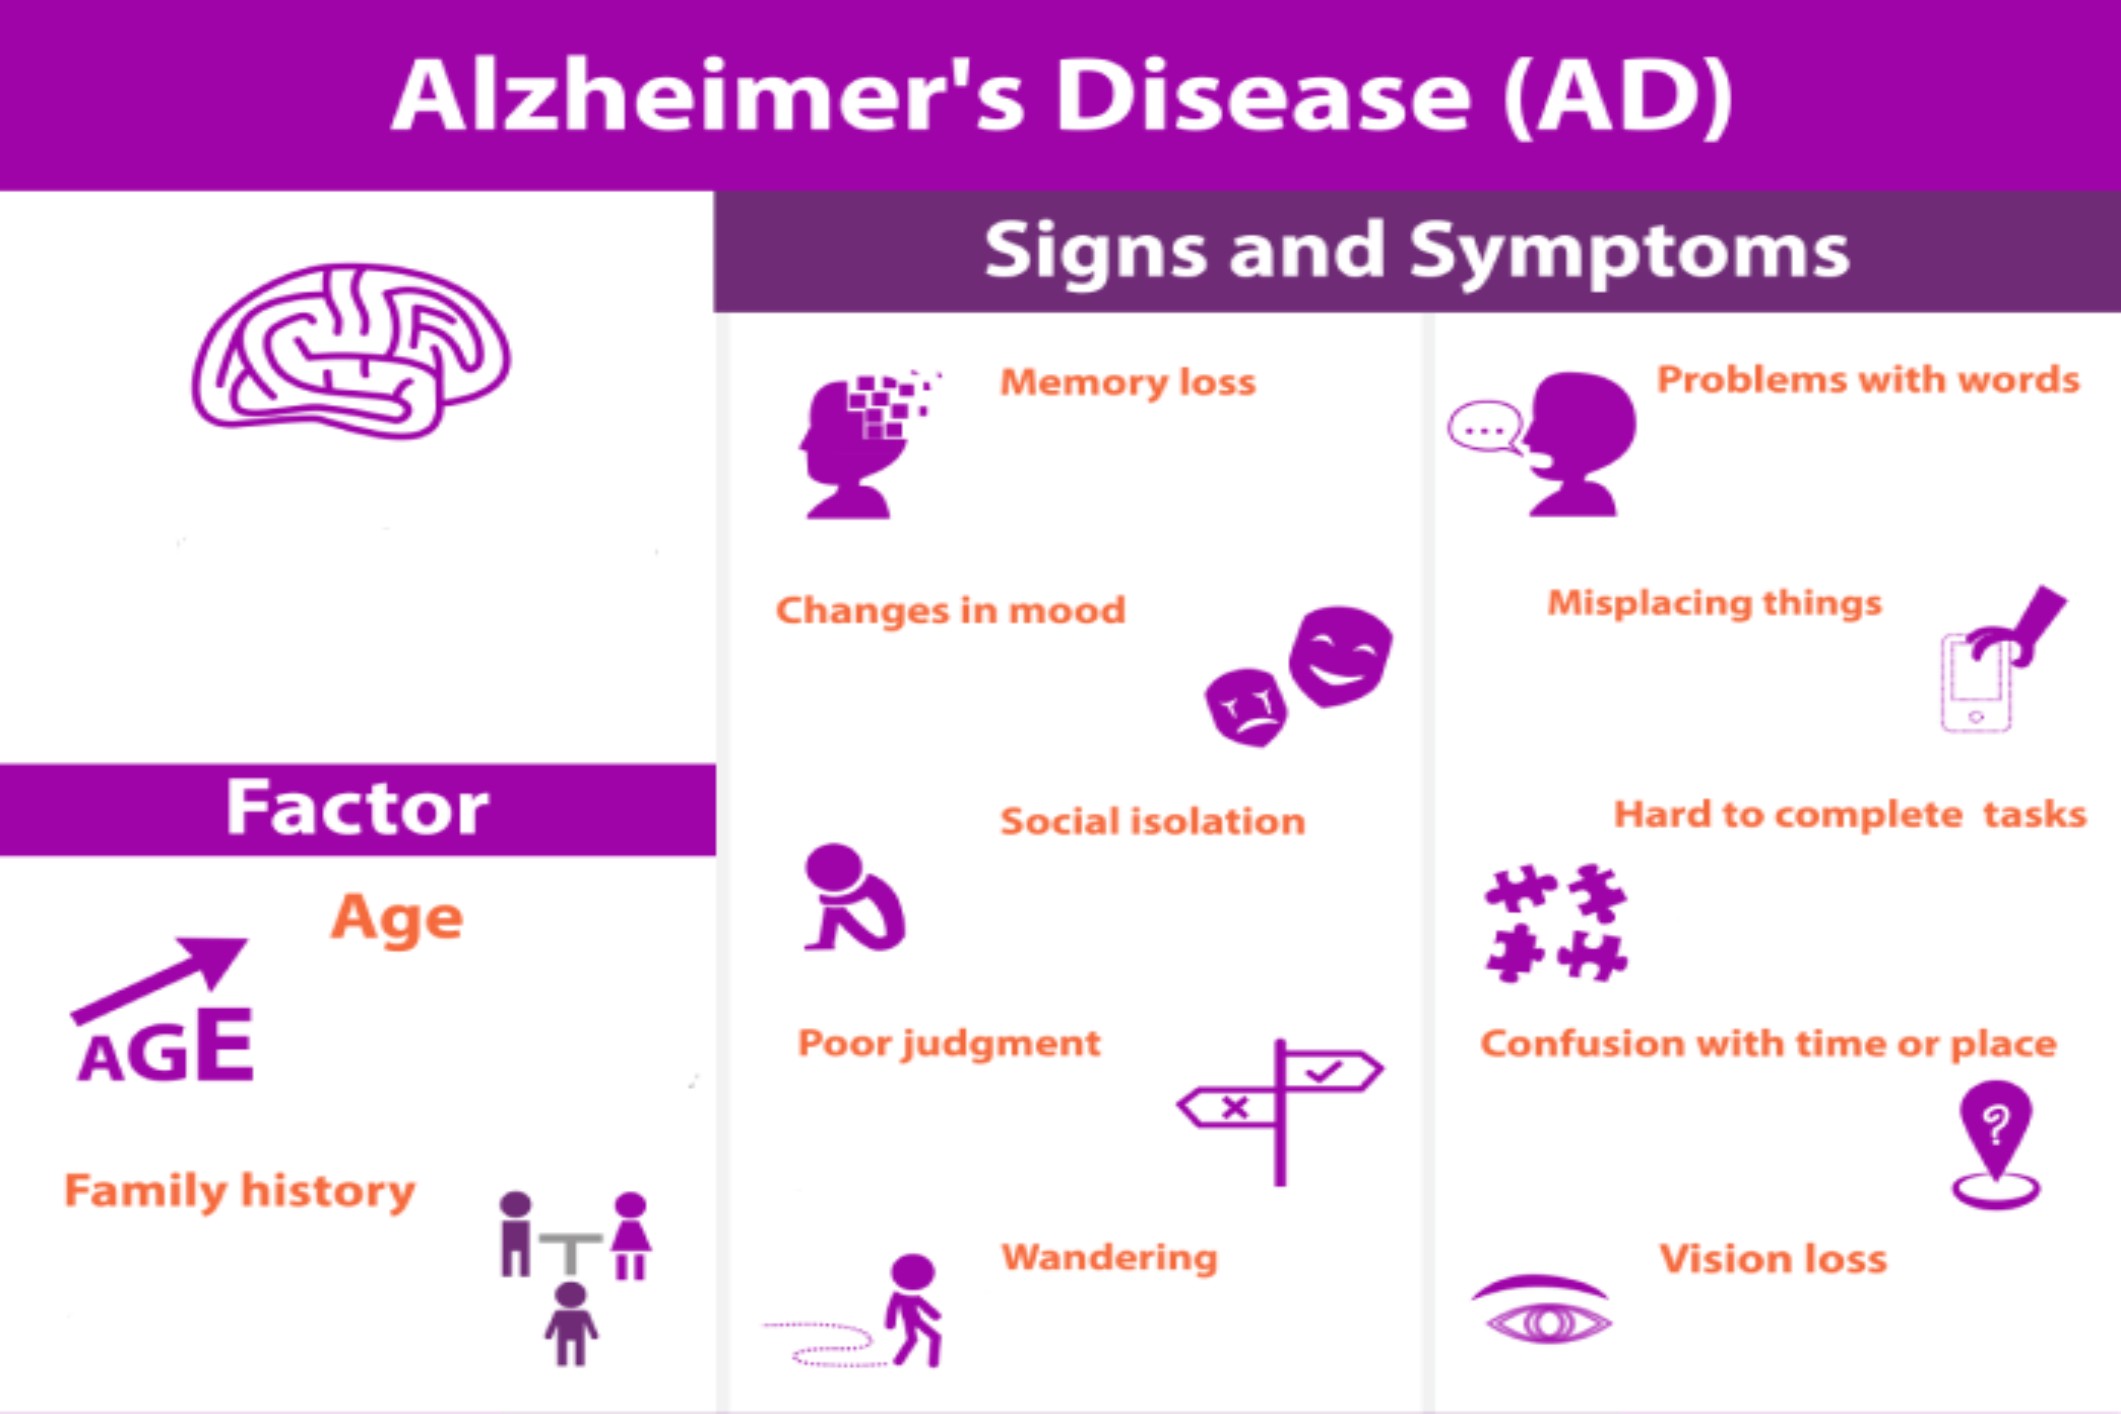 Alzheimer's Disease (AD)
Factor
Age
AGE
Family history
Signs and Symptoms
Memory loss
Changes in mood
Social isolation
Poor judgment
Wandering
Problems with words
Misplacing things
Hard to complete tasks
Confusion with time or place
?
Vision loss